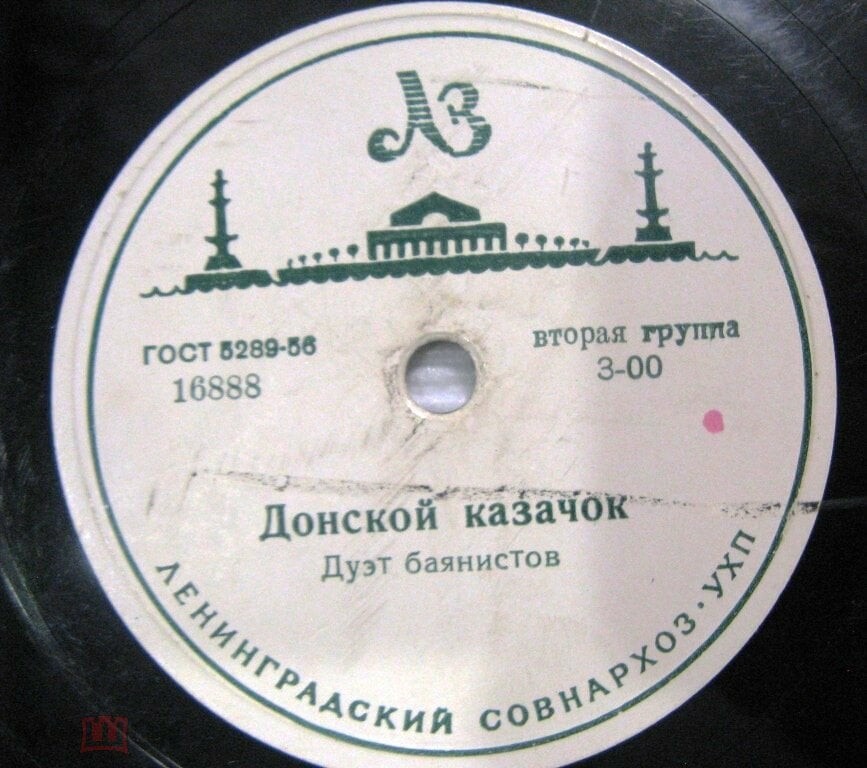 ЛЗ
ГОСТ 5289-56
16888
вторая группа
3-00
Донской казачок
Дуэт баянистов
ЛЕНИНГРАДСКИЙ СОВНАРХОЗ · УХП